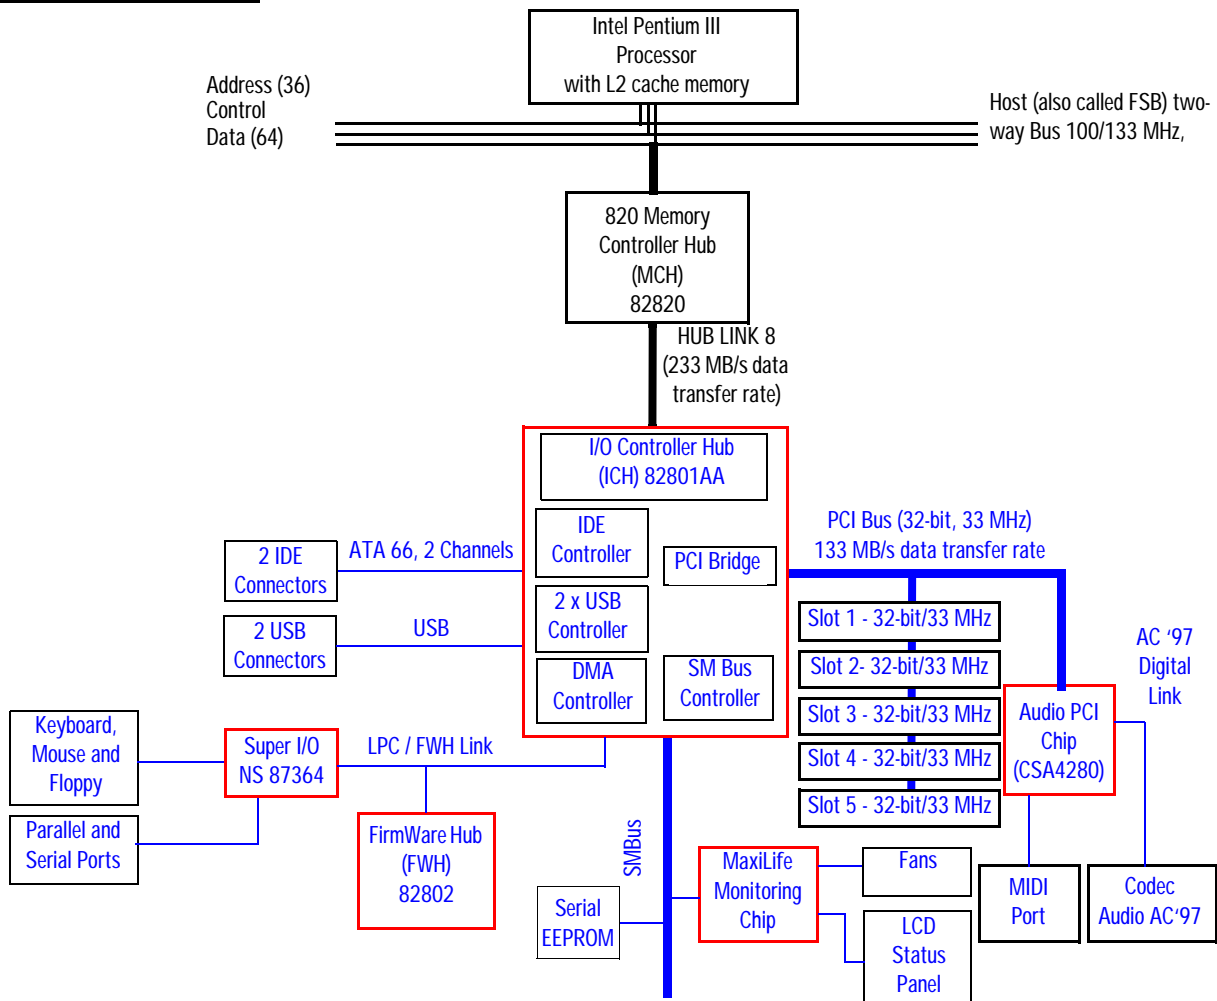 Intel Pentium III
Processor
with L2 cache memory
Address (36)
Control
Data (64)
Host (also called FSB) two-
way Bus 100/133 MHz,
820 Memory
Controller Hub
(MCH)
82820
HUB LINK 8
(233 MB/s data
transfer rate)
I/O Controller Hub
(ICH) 82801AA
IDE
Controller
PCI Bridge
2 x USB
Controller
DMA
Controller
SM Bus
Controller
2 IDE
Connectors
ATA 66, 2 Channels
2 USB
Connectors
USB
PCI Bus (32-bit, 33 MHz)
133 MB/s data transfer rate
Slot 1 - 32-bit/33 MHz
Slot 2- 32-bit/33 MHz
Slot 3 - 32-bit/33 MHz
Slot 4 - 32-bit/33 MHz
Slot 5 - 32-bit/33 MHz
AC ‘97
Digital
Link
Audio PCI
Chip
(CSA4280)
Keyboard,
Mouse and
Floppy
Super I/O
NS 87364
LPC / FWH Link
Parallel and
Serial Ports
FirmWare Hub
(FWH)
82802
SMBus
Serial
EEPROM
MaxiLife
Monitoring
Chip
Fans
LCD
Status
Panel
MIDI
Port
Codec
Audio AC‘97